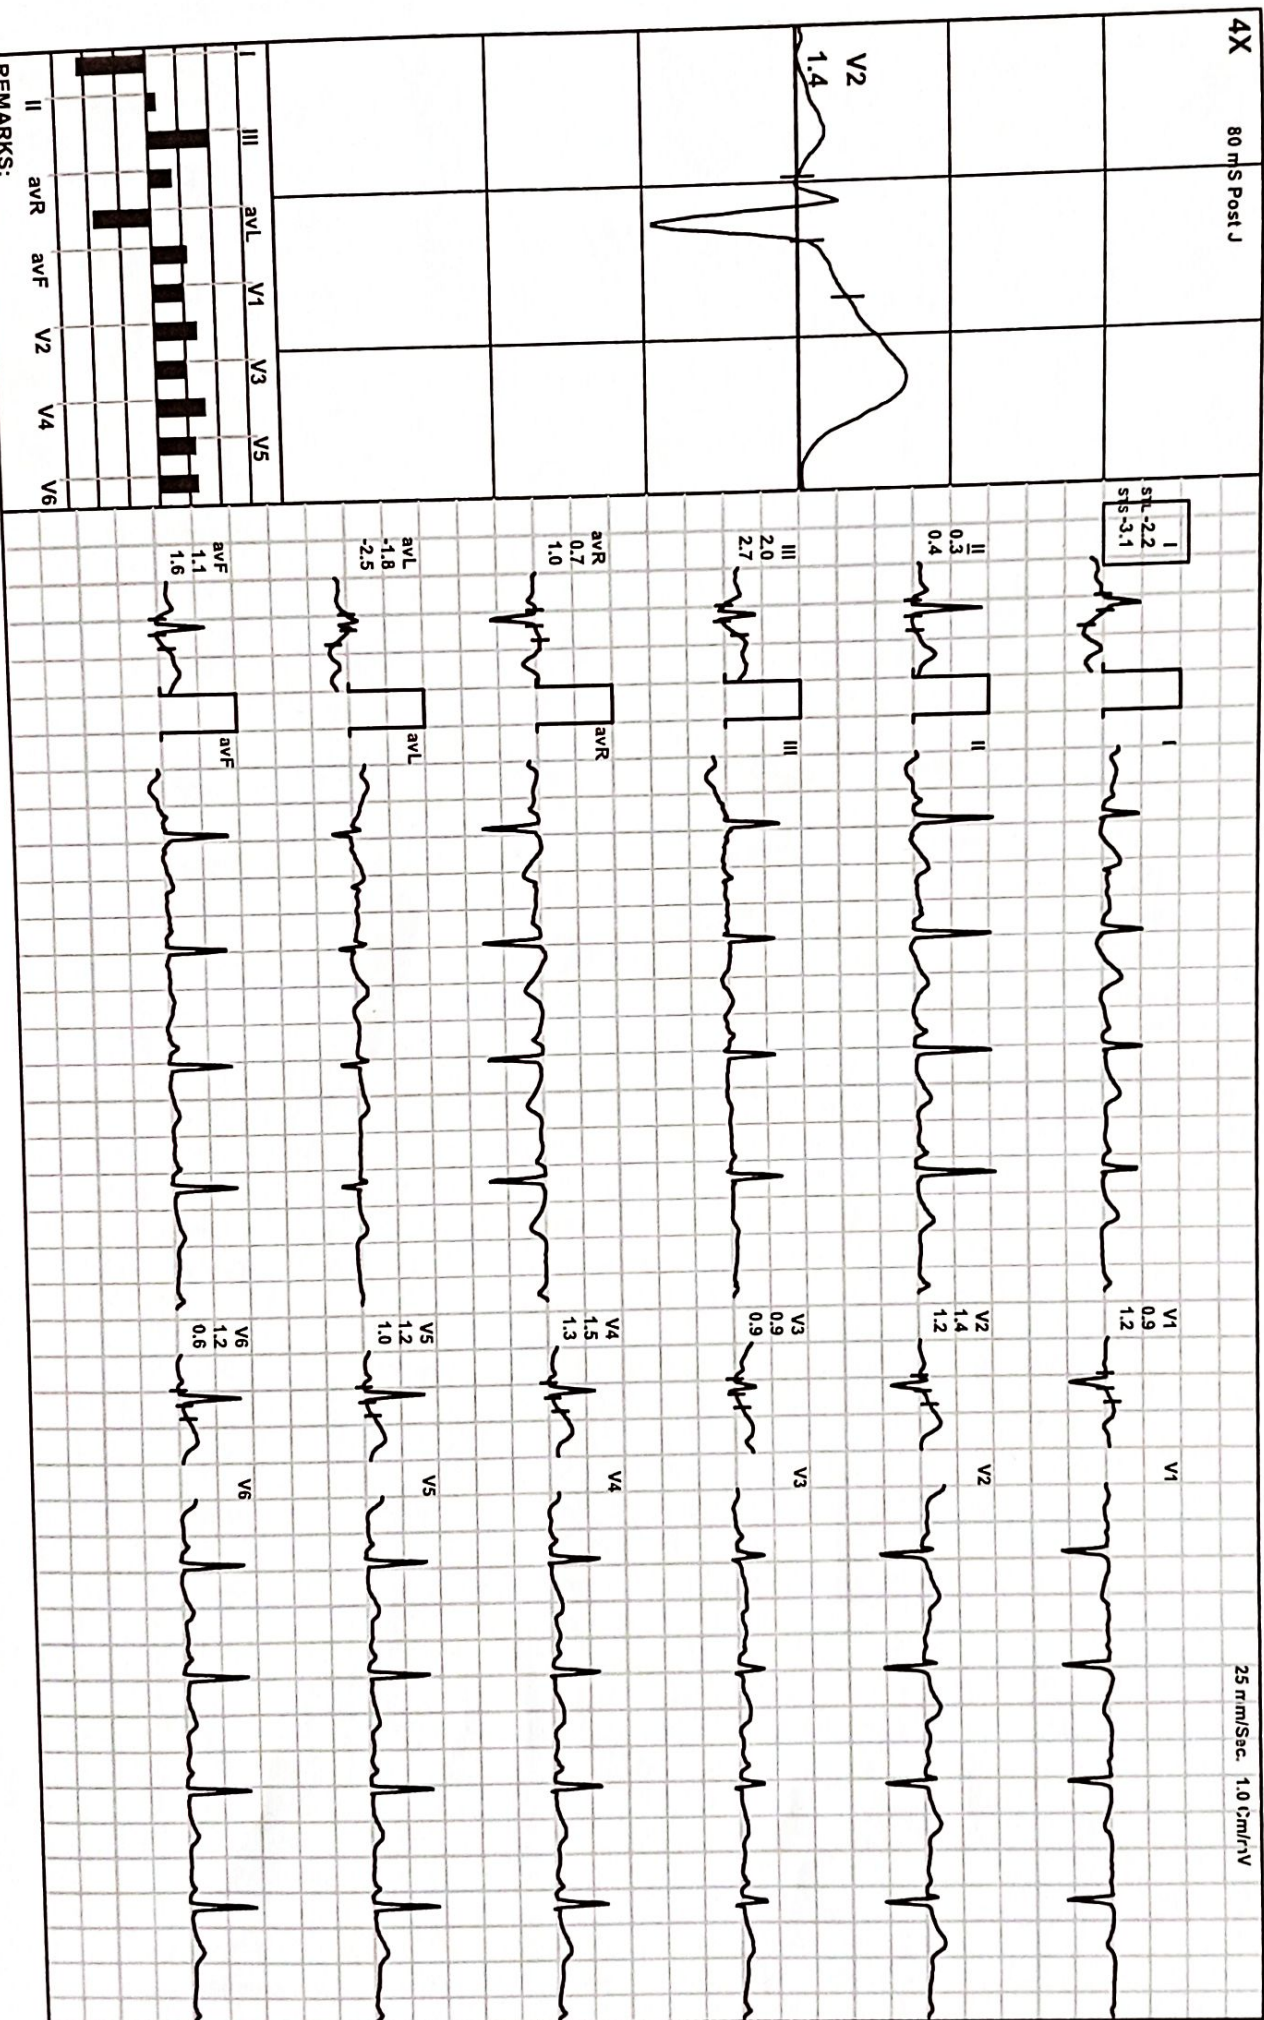 4X
80 mS Post J
25 mm/Sec. 1.0 Cm/mV
V2
1.4
I
STL -2.2
STS -3.1
I
V1
0.9
1.2
V1
II
0.3
0.4
II
V2
1.4
1.2
V2
III
2.0
2.7
III
V3
0.9
0.9
V3
avR
0.7
1.0
avR
V4
1.5
1.3
V4
avL
-1.8
-2.5
avL
V5
1.2
1.0
V5
avF
1.1
1.6
avF
V6
1.2
0.6
V6
I III avL V1 V3 V5
II avR avF V2 V4 V6
REMARKS: